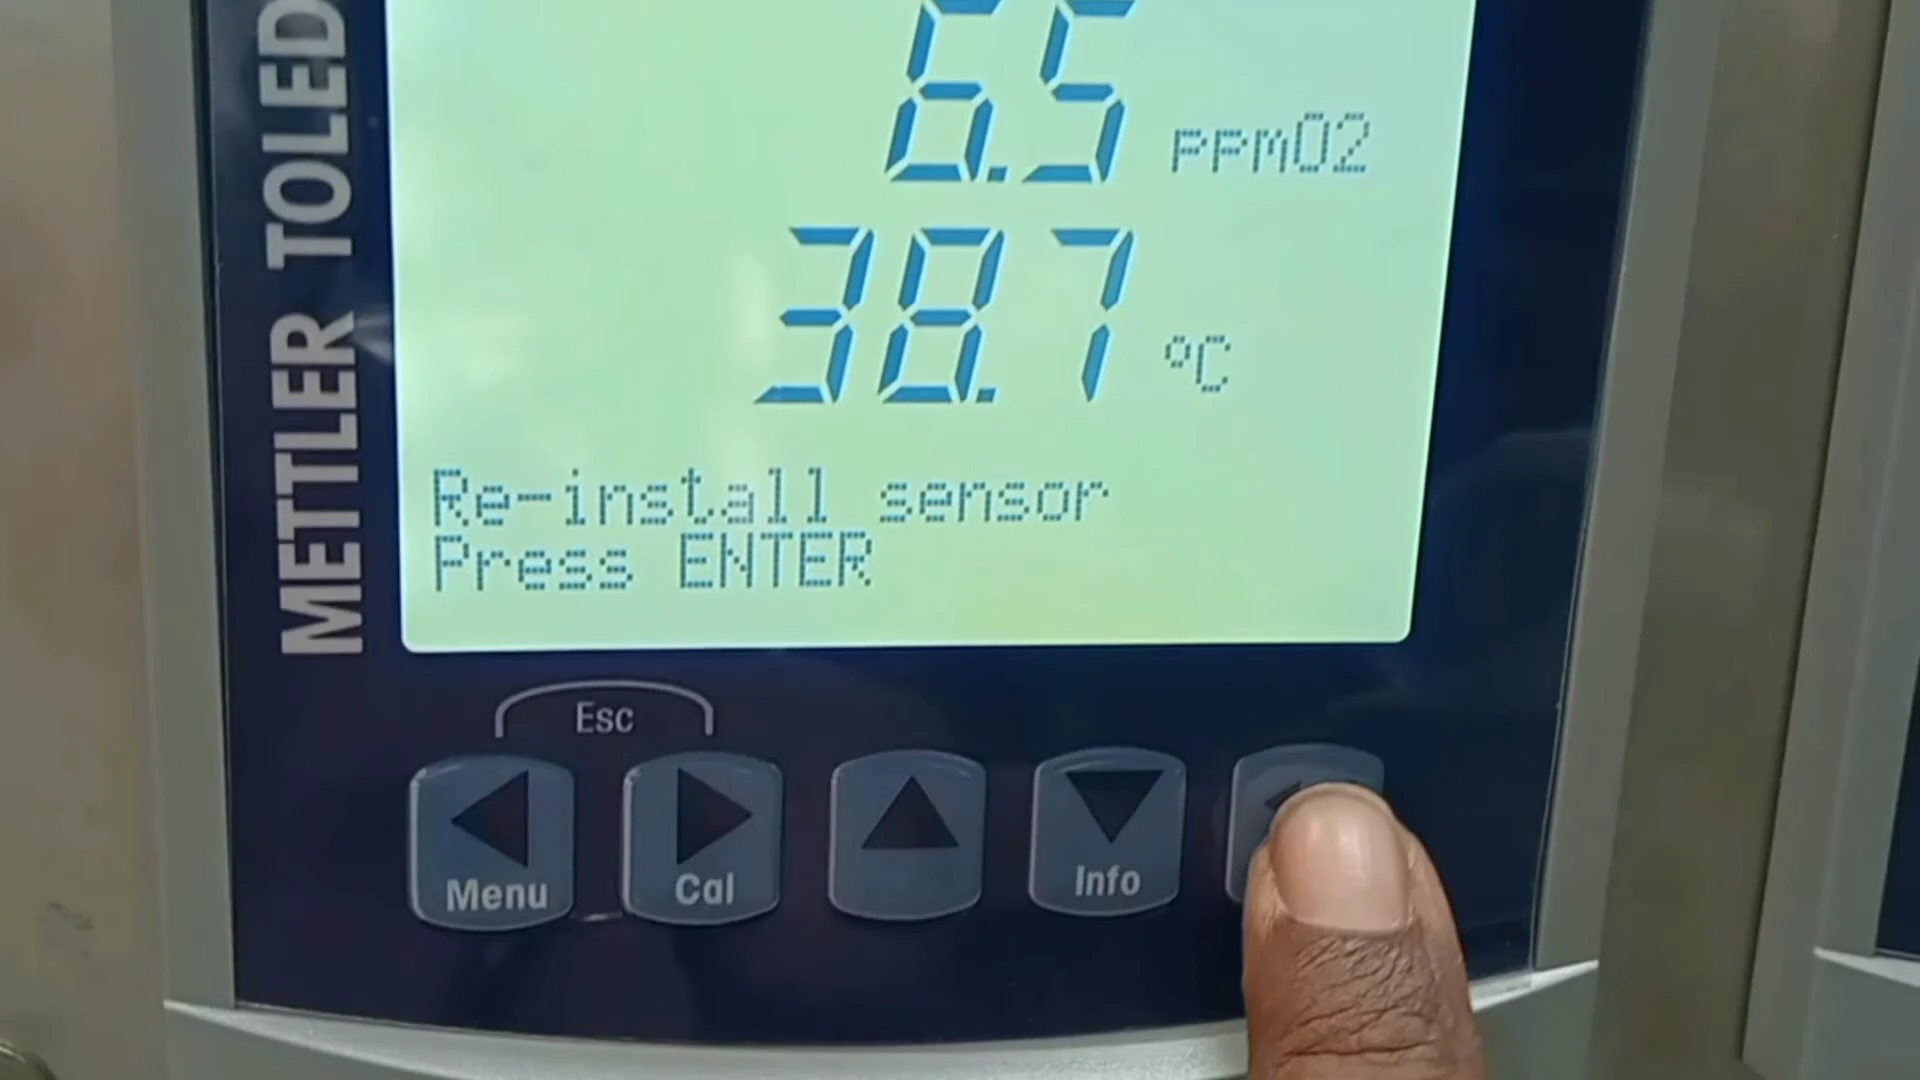 METTLER TOLED
6.5 ppmO2
38.7 °C
Re-install sensor
Press ENTER
Esc
Menu
Cal
Info